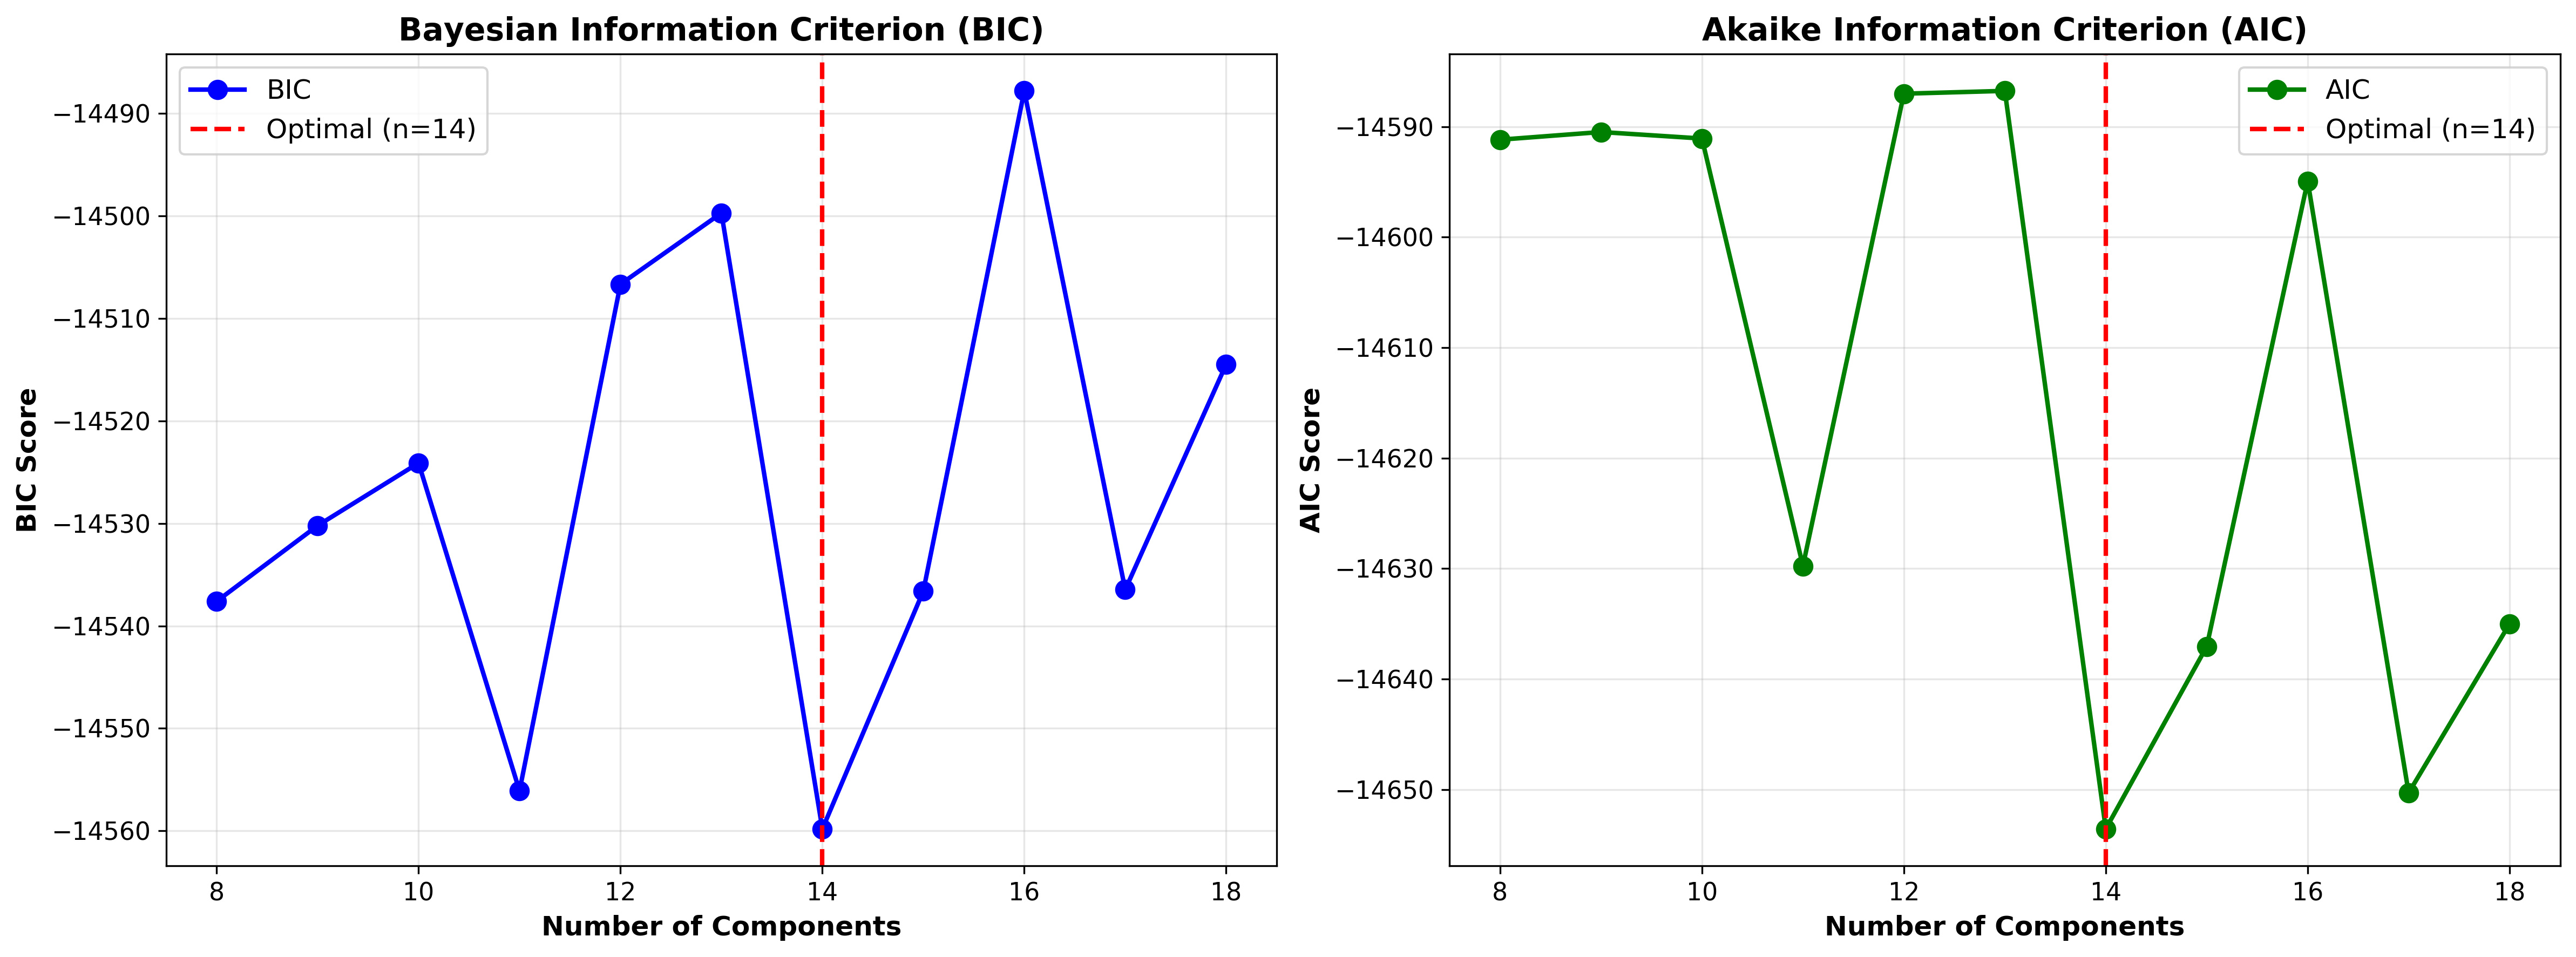 Bayesian Information Criterion (BIC)
BIC
Optimal (n=14)
−14490
−14500
−14510
−14520
−14530
−14540
−14550
−14560
BIC Score
8 10 12 14 16 18
Number of Components
Akaike Information Criterion (AIC)
AIC
Optimal (n=14)
−14590
−14600
−14610
−14620
−14630
−14640
−14650
AIC Score
8 10 12 14 16 18
Number of Components